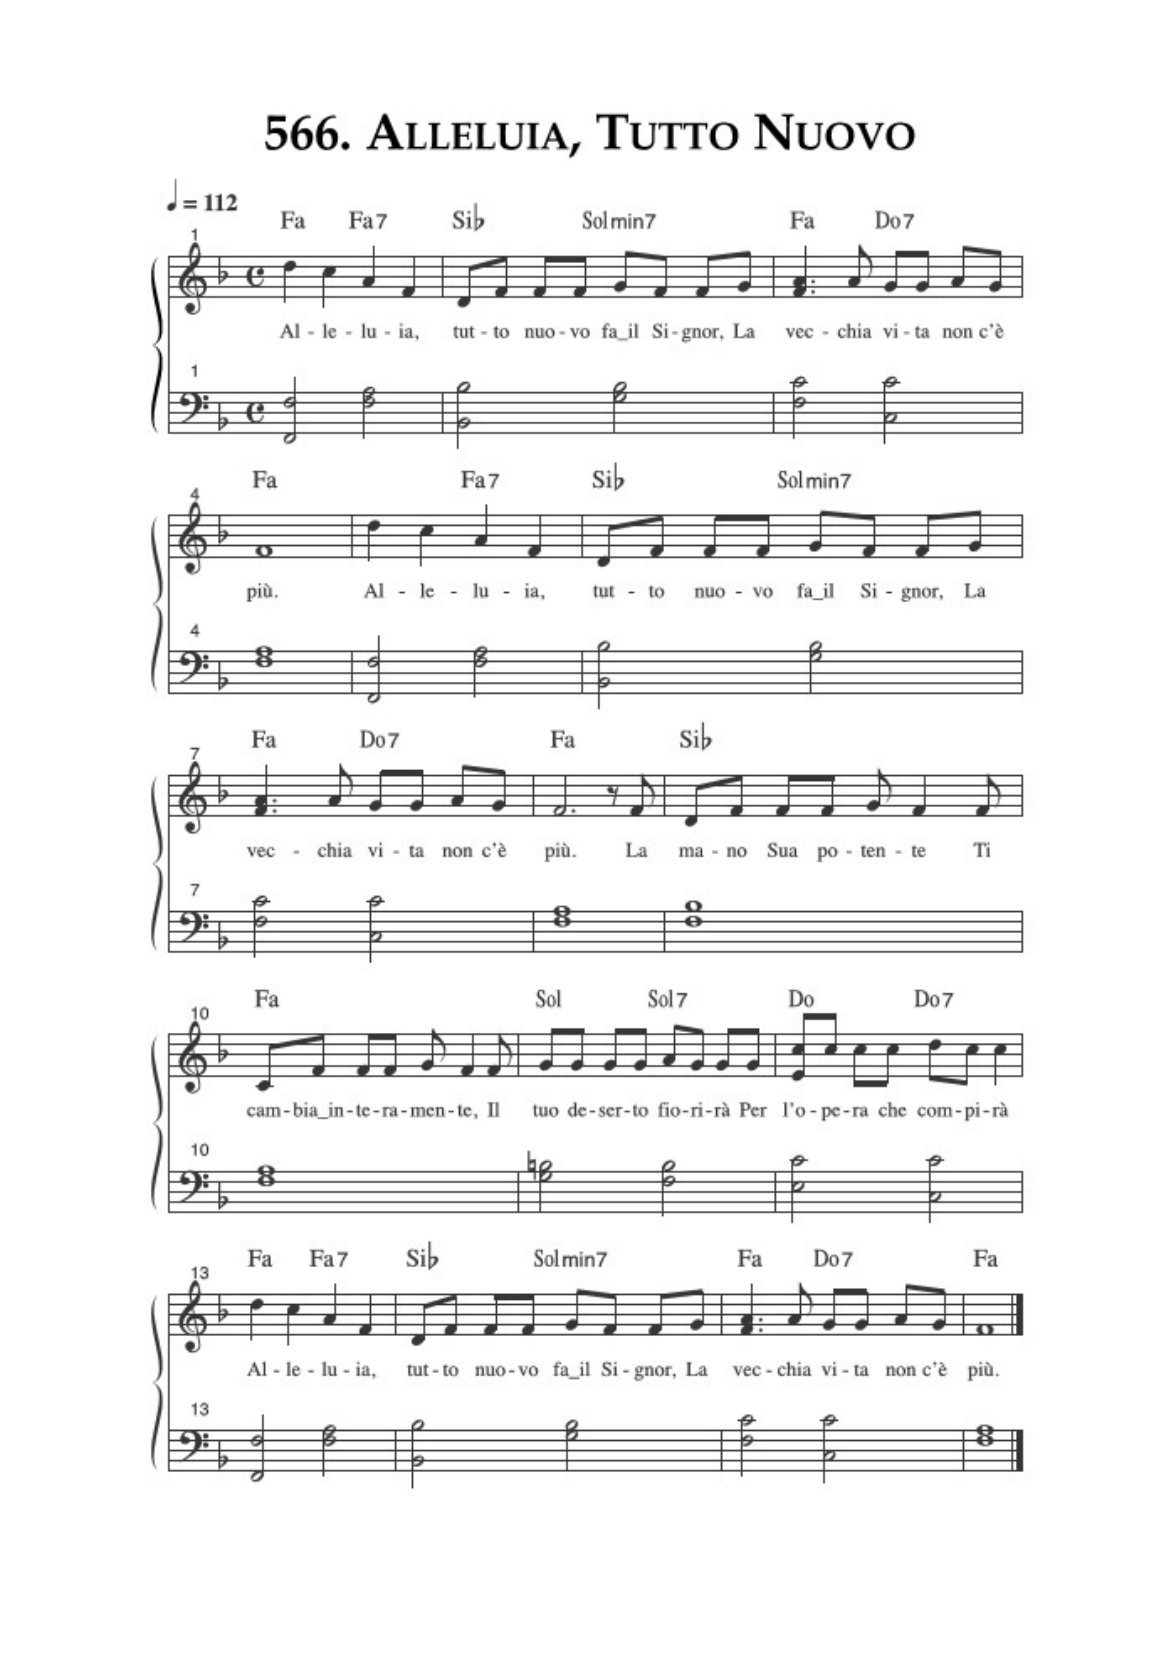 566. Alleluia, Tutto Nuovo
♩ = 112
Fa Fa7 Si♭ Solmin7 Fa Do7
1
Al - le - lu - ia, tut - to nuo - vo fa_il Si - gnor, La vec - chia vi - ta non c'è
1
Fa Fa7 Si♭ Solmin7
4
più. Al - le - lu - ia, tut - to nuo - vo fa_il Si - gnor, La
4
Fa Do7 Fa Si♭
7
vec - chia vi - ta non c'è più. La ma - no Sua po - ten - te Ti
7
Fa Sol Sol7 Do Do7
10
cam - bia_in - te - ra - men - te, Il tuo de - ser - to fio - ri - rà Per l'o - pe - ra che com - pi - rà
10
Fa Fa7 Si♭ Solmin7 Fa Do7 Fa
13
Al - le - lu - ia, tut - to nuo - vo fa_il Si - gnor, La vec - chia vi - ta non c'è più.
13